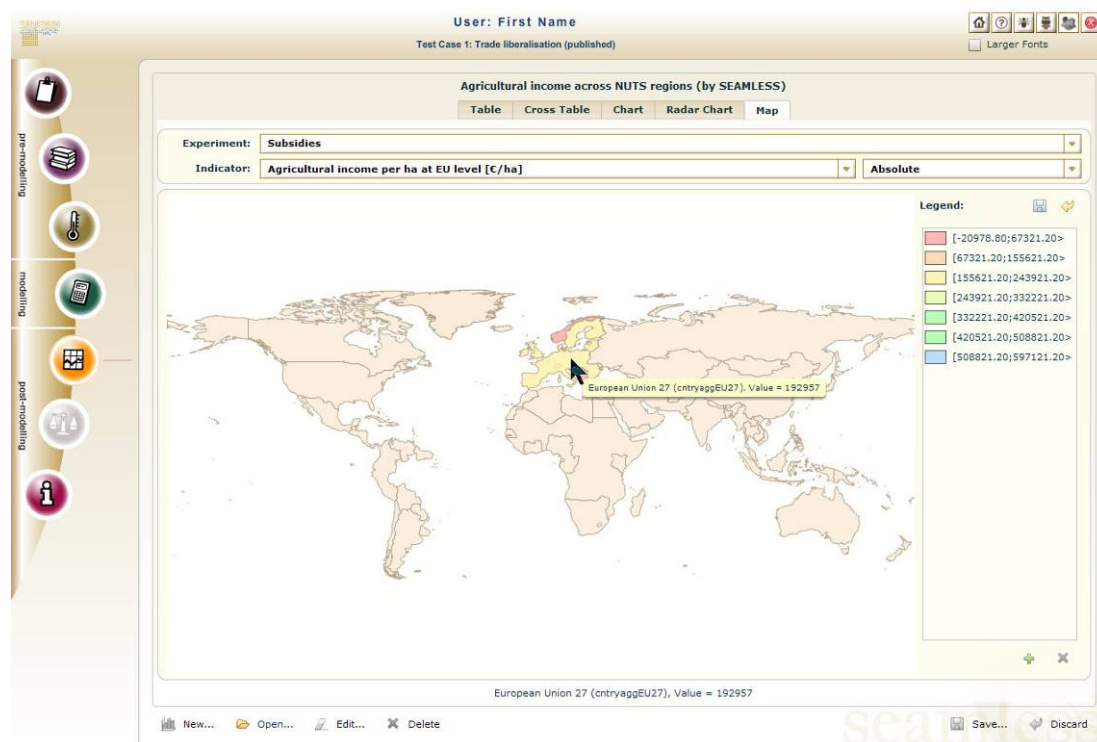 User: First Name
Test Case 1: Trade liberalisation (published)
Larger Fonts
pre-modelling
modelling
post-modelling
Agricultural income across NUTS regions (by SEAMLESS)
Table Cross Table Chart Radar Chart Map
Experiment: Subsidies
Indicator: Agricultural income per ha at EU level [€/ha] Absolute
Legend:
[-20978.80;67321.20>
[67321.20;155621.20>
[155621.20;243921.20>
[243921.20;332221.20>
[332221.20;420521.20>
[420521.20;508821.20>
[508821.20;597121.20>
European Union 27 (cntryaggEU27), Value = 192957
European Union 27 (cntryaggEU27), Value = 192957
New... Open... Edit... Delete
seamless
Save... Discard